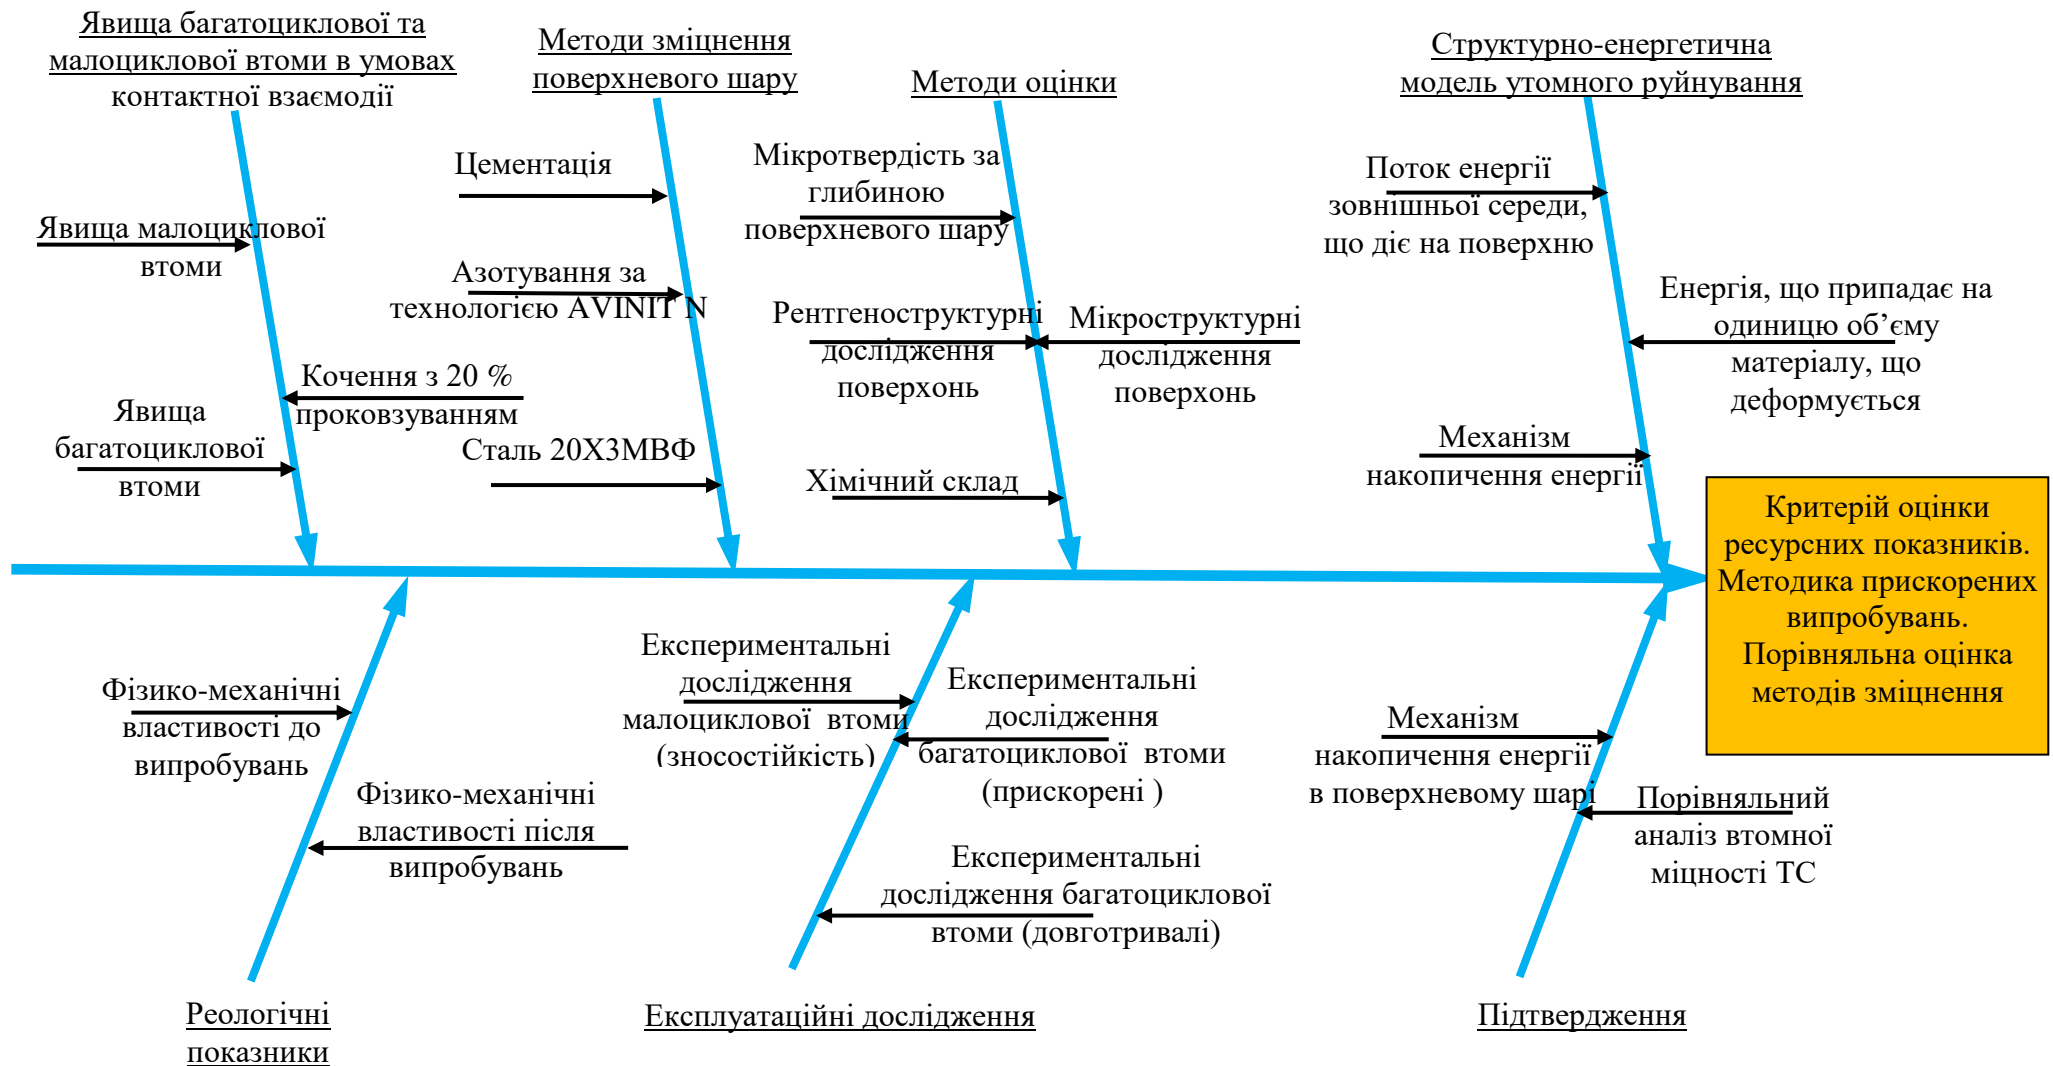 Явища багатоциклової та
малоциклової втоми в умовах
контактної взаємодії
Методи зміцнення
поверхневого шару
Методи оцінки
Структурно-енергетична
модель утомного руйнування
Явища малоциклової
втоми
Кочення з 20 %
проковзуванням
Явища
багатоциклової
втоми
Цементація
Азотування за
технологією AVINIT N
Сталь 20Х3МВФ
Мікротвердість за
глибиною
поверхневого шару
Рентгеноструктурні
дослідження
поверхонь
Мікроструктурні
дослідження
поверхонь
Хімічний склад
Поток енергії
зовнішньої середи,
що діє на поверхню
Енергія, що припадає на
одиницю об’єму
матеріалу, що
деформується
Механізм
накопичення енергії
Критерій оцінки
ресурсних показників.
Методика прискорених
випробувань.
Порівняльна оцінка
методів зміцнення
Фізико-механічні
властивості до
випробувань
Фізико-механічні
властивості після
випробувань
Експериментальні
дослідження
малоциклової втоми
(зносостійкість)
Експериментальні
дослідження
багатоциклової втоми
(прискорені )
Експериментальні
дослідження багатоциклової
втоми (довготривалі)
Механізм
накопичення енергії
в поверхневому шарі
Порівняльний
аналіз втомної
міцності ТС
Реологічні
показники
Експлуатаційні дослідження
Підтвердження